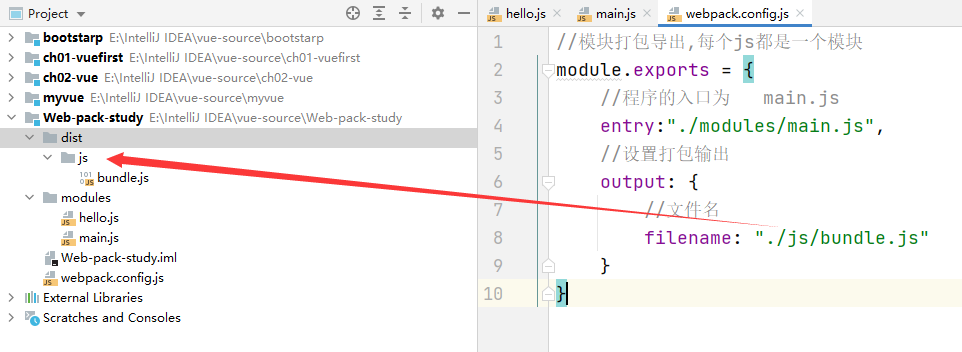 Project
bootstarp E:\IntelliJ IDEA\vue-source\bootstarp
ch01-vuefirst E:\IntelliJ IDEA\vue-source\ch01-vuefirst
ch02-vue E:\IntelliJ IDEA\vue-source\ch02-vue
myvue E:\IntelliJ IDEA\vue-source\myvue
Web-pack-study E:\IntelliJ IDEA\vue-source\Web-pack-study
dist
js
bundle.js
modules
hello.js
main.js
Web-pack-study.iml
webpack.config.js
External Libraries
Scratches and Consoles
hello.js main.js webpack.config.js
1 //模块打包导出,每个js都是一个模块
2 module.exports = {
3 //程序的入口为 main.js
4 entry:"./modules/main.js",
5 //设置打包输出
6 output: {
7 //文件名
8 filename: "./js/bundle.js"
9 }
10 }